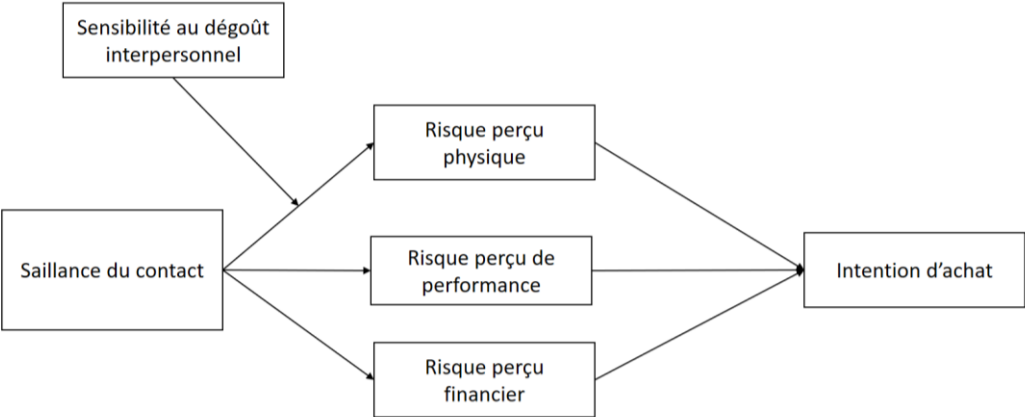 Sensibilité au dégoût
interpersonnel
Risque perçu
physique
Saillance du contact
Risque perçu de
performance
Intention d’achat
Risque perçu
financier